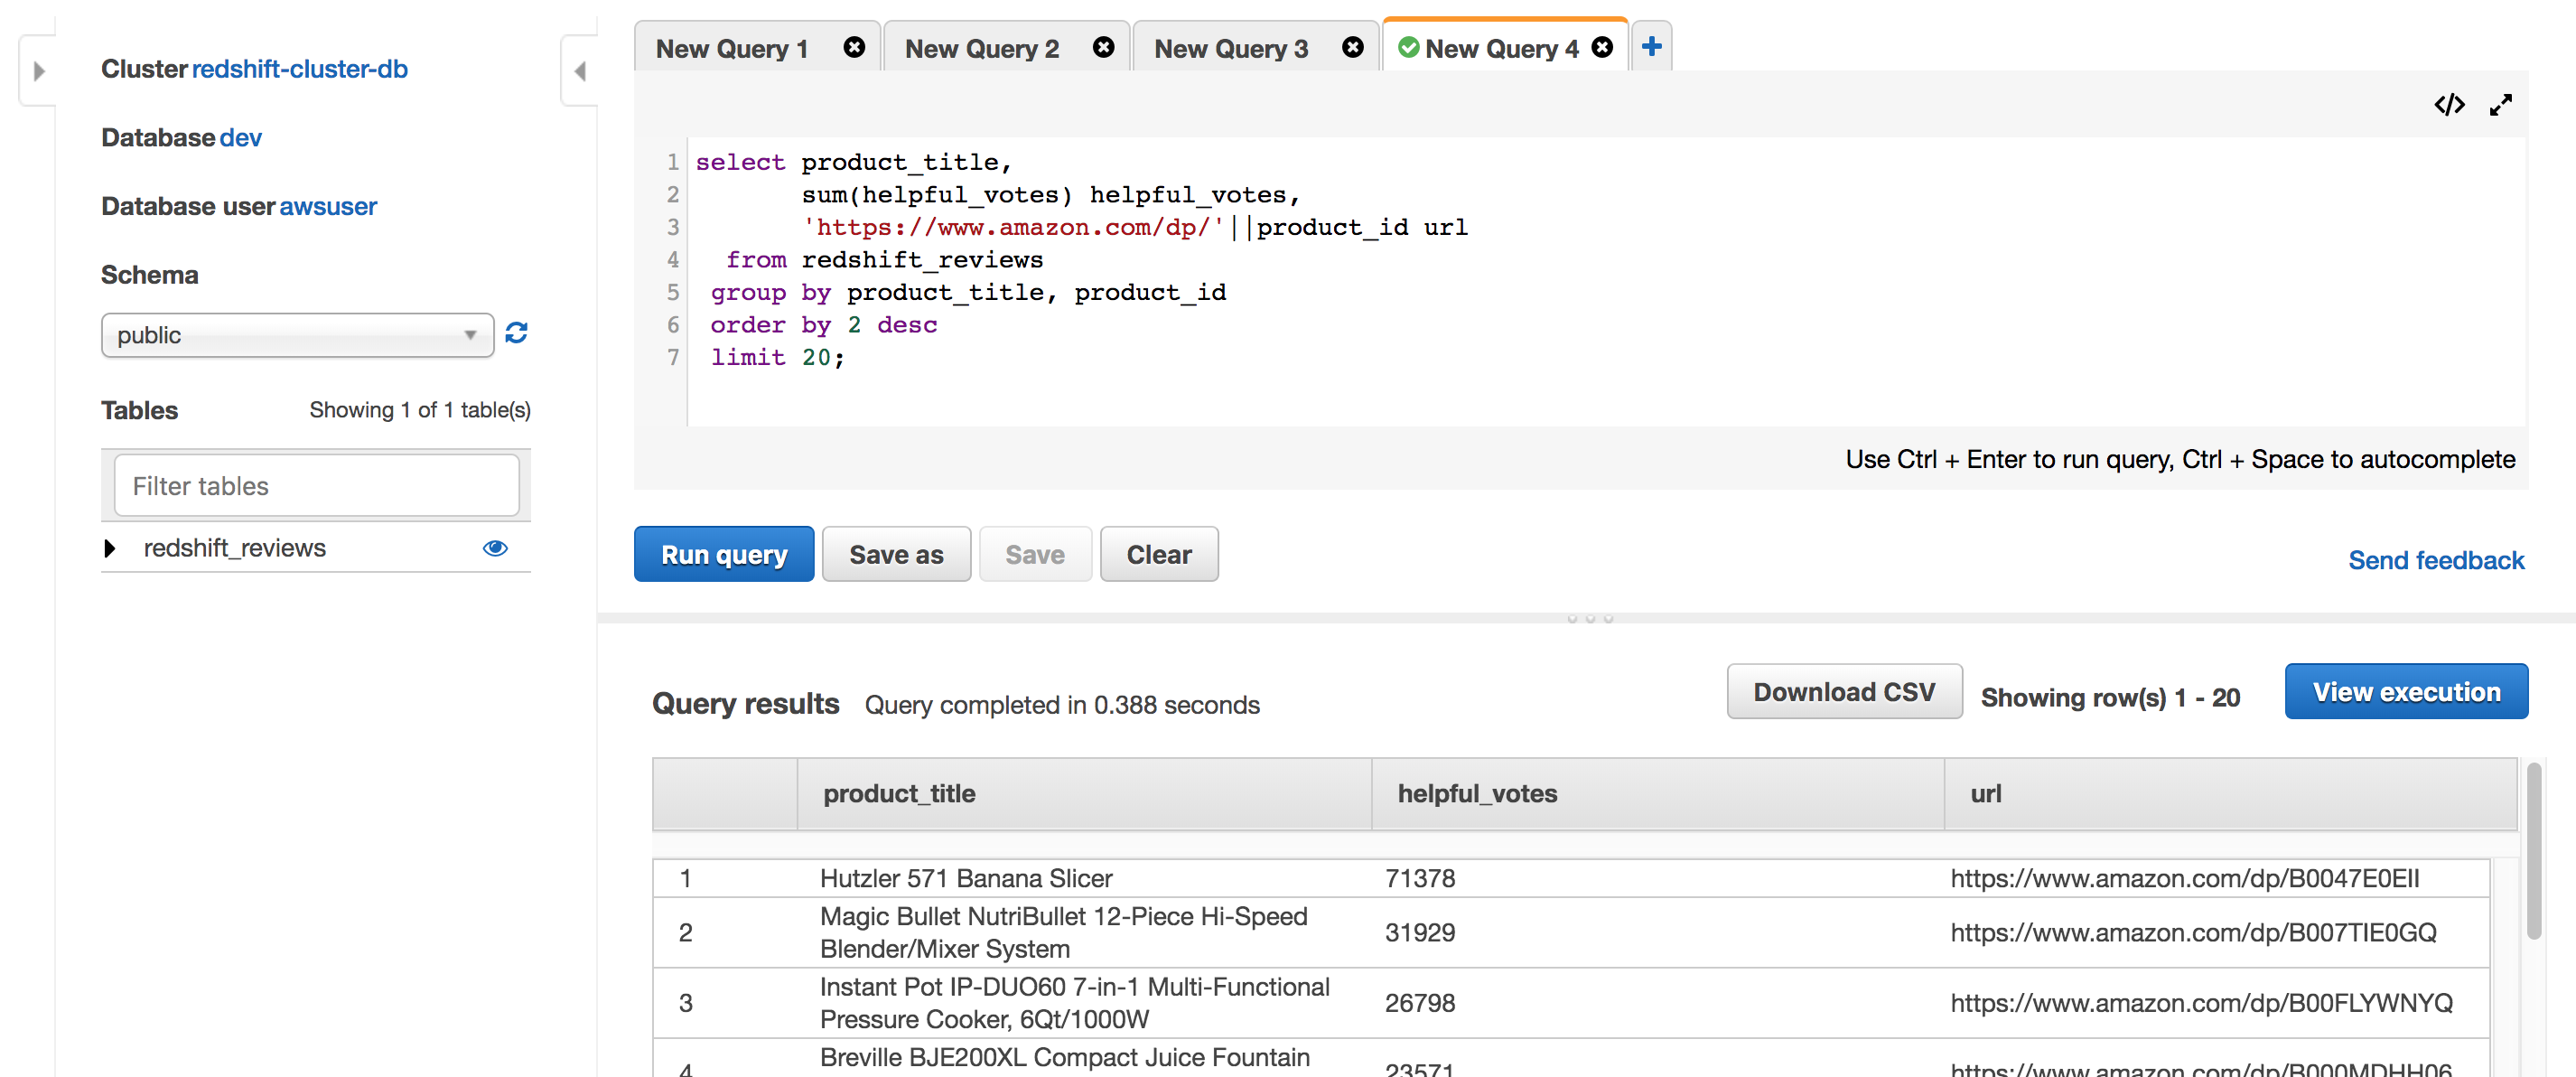 Cluster redshift-cluster-db
Database dev
Database user awsuser
Schema
public
Tables Showing 1 of 1 table(s)
Filter tables
redshift_reviews
New Query 1 New Query 2 New Query 3 New Query 4
1 select product_title,
2 sum(helpful_votes) helpful_votes,
3 'https://www.amazon.com/dp/'||product_id url
4 from redshift_reviews
5 group by product_title, product_id
6 order by 2 desc
7 limit 20;
Use Ctrl + Enter to run query, Ctrl + Space to autocomplete
Run query Save as Save Clear
Send feedback
Query results Query completed in 0.388 seconds Download CSV Showing row(s) 1 - 20 View execution
product_title helpful_votes url
1 Hutzler 571 Banana Slicer 71378 https://www.amazon.com/dp/B0047E0EII
2 Magic Bullet NutriBullet 12-Piece Hi-Speed
Blender/Mixer System 31929 https://www.amazon.com/dp/B007TIE0GQ
3 Instant Pot IP-DUO60 7-in-1 Multi-Functional
Pressure Cooker, 6Qt/1000W 26798 https://www.amazon.com/dp/B00FLYWNYQ
Breville BJE200XL Compact Juice Fountain
4 23571 https://www.amazon.com/dp/B000MDHH06